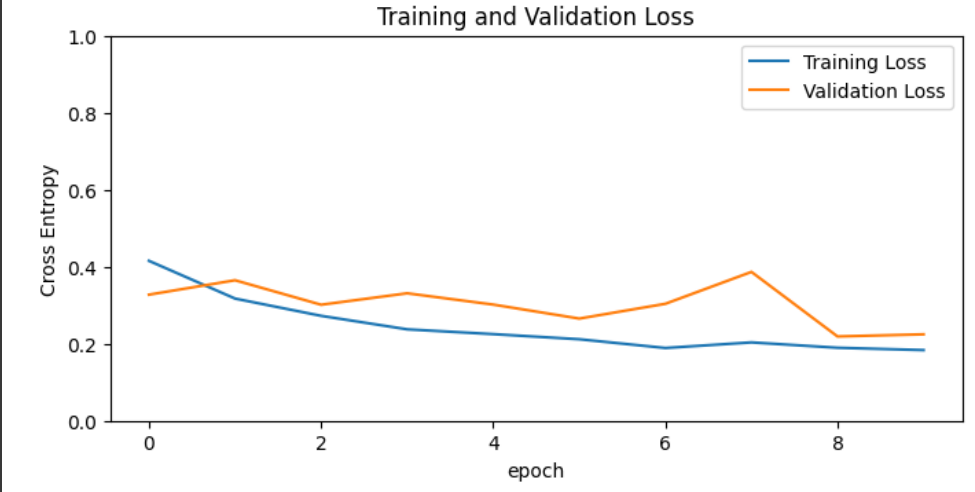 Training and Validation Loss
1.0
Training Loss
Validation Loss
0.8
0.6
0.4
0.2
0.0
Cross Entropy
0 2 4 6 8
epoch